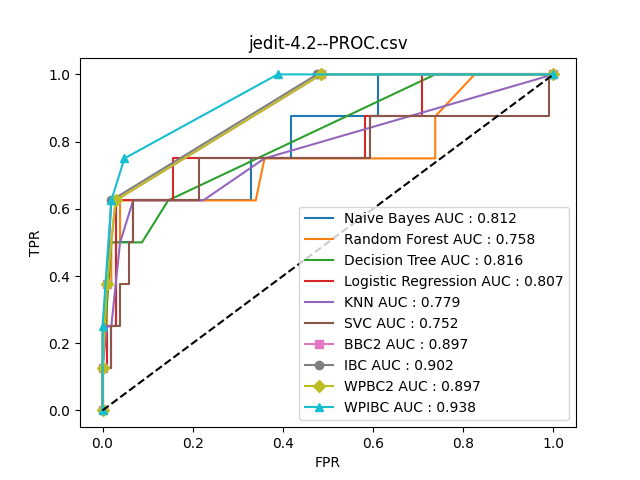 jedit-4.2--PROC.csv
TPR
1.0
0.8
0.6
0.4
0.2
0.0
Naive Bayes AUC : 0.812
Random Forest AUC : 0.758
Decision Tree AUC : 0.816
Logistic Regression AUC : 0.807
KNN AUC : 0.779
SVC AUC : 0.752
BBC2 AUC : 0.897
IBC AUC : 0.902
WPBC2 AUC : 0.897
WPIBC AUC : 0.938
0.0 0.2 0.4 0.6 0.8 1.0
FPR